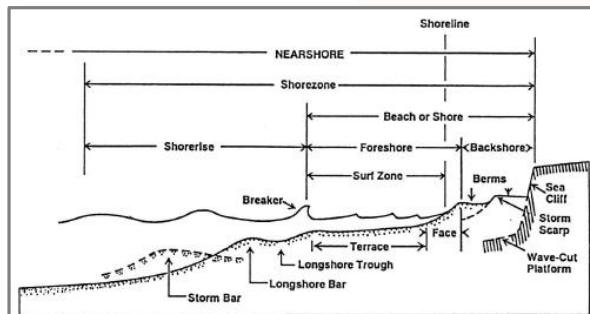 Shoreline
NEARSHORE
Shorezone
Beach or Shore
Shorerise
Foreshore
Backshore
Surf Zone
Breaker
Berms
Sea
Cliff
Storm
Scarp
Face
Terrace
Wave-Cut
Platform
Longshore Trough
Longshore Bar
Storm Bar